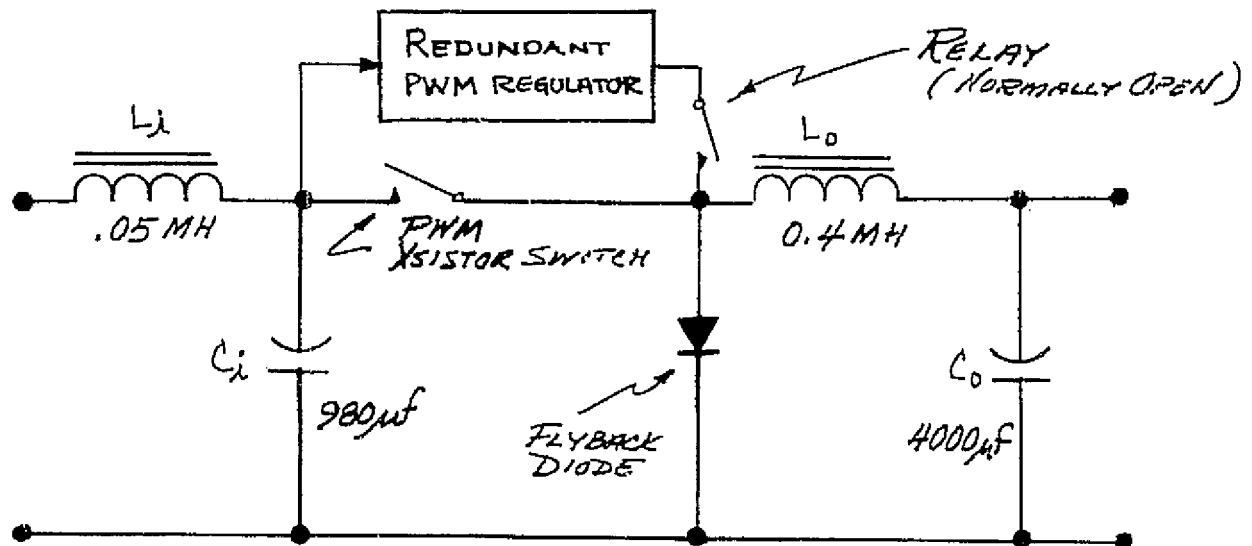 REDUNDANT
PWM REGULATOR
RELAY
(NORMALLY OPEN)
Li
Lo
.05 MH
PWM
XSISTOR SWITCH
0.4 MH
Ci
980µf
FLYBACK
DIODE
Co
4000µf